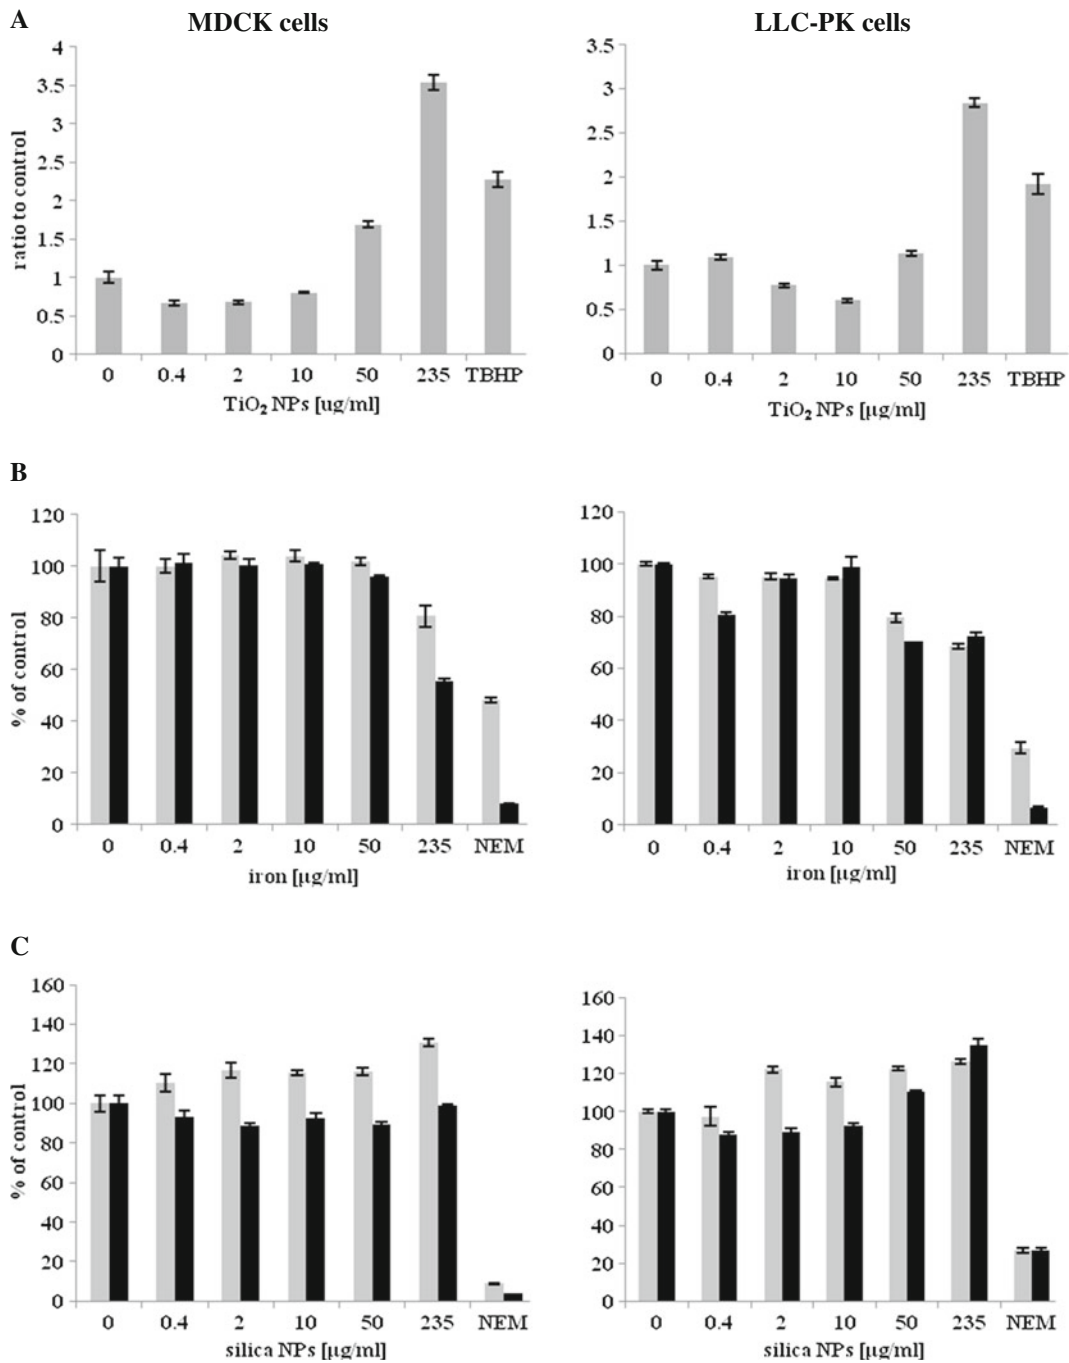 A
MDCK cells
LLC-PK cells
ratio to control
4
3.5
3
2.5
2
1.5
1
0.5
0
0 0.4 2 10 50 235 TBHP
TiO₂ NPs [ug/ml]
3.5
3
2.5
2
1.5
1
0.5
0
0 0.4 2 10 50 235 TBHP
TiO₂ NPs [µg/ml]
B
% of control
120
100
80
60
40
20
0
0 0.4 2 10 50 235 NEM
iron [µg/ml]
120
100
80
60
40
20
0
0 0.4 2 10 50 235 NEM
iron [µg/ml]
C
% of control
160
140
120
100
80
60
40
20
0
0 0.4 2 10 50 235 NEM
silica NPs [µg/ml]
160
140
120
100
80
60
40
20
0
0 0.4 2 10 50 235 NEM
silica NPs [µg/ml]